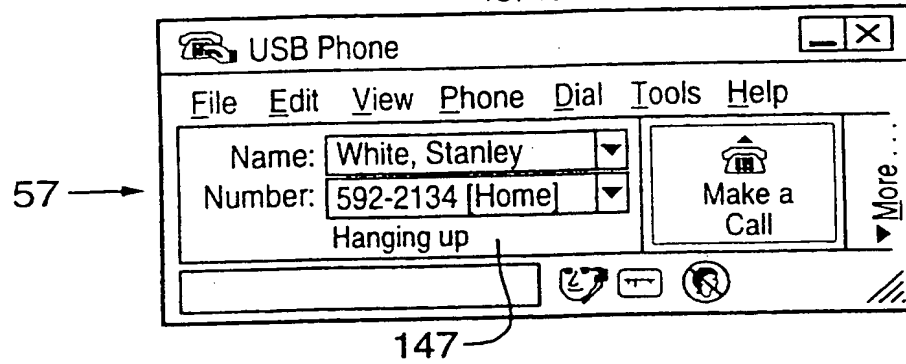 USB Phone
File Edit View Phone Dial Tools Help
Name: White, Stanley
Number: 592-2134 [Home]
Hanging up
Make a
Call
More...
57
147